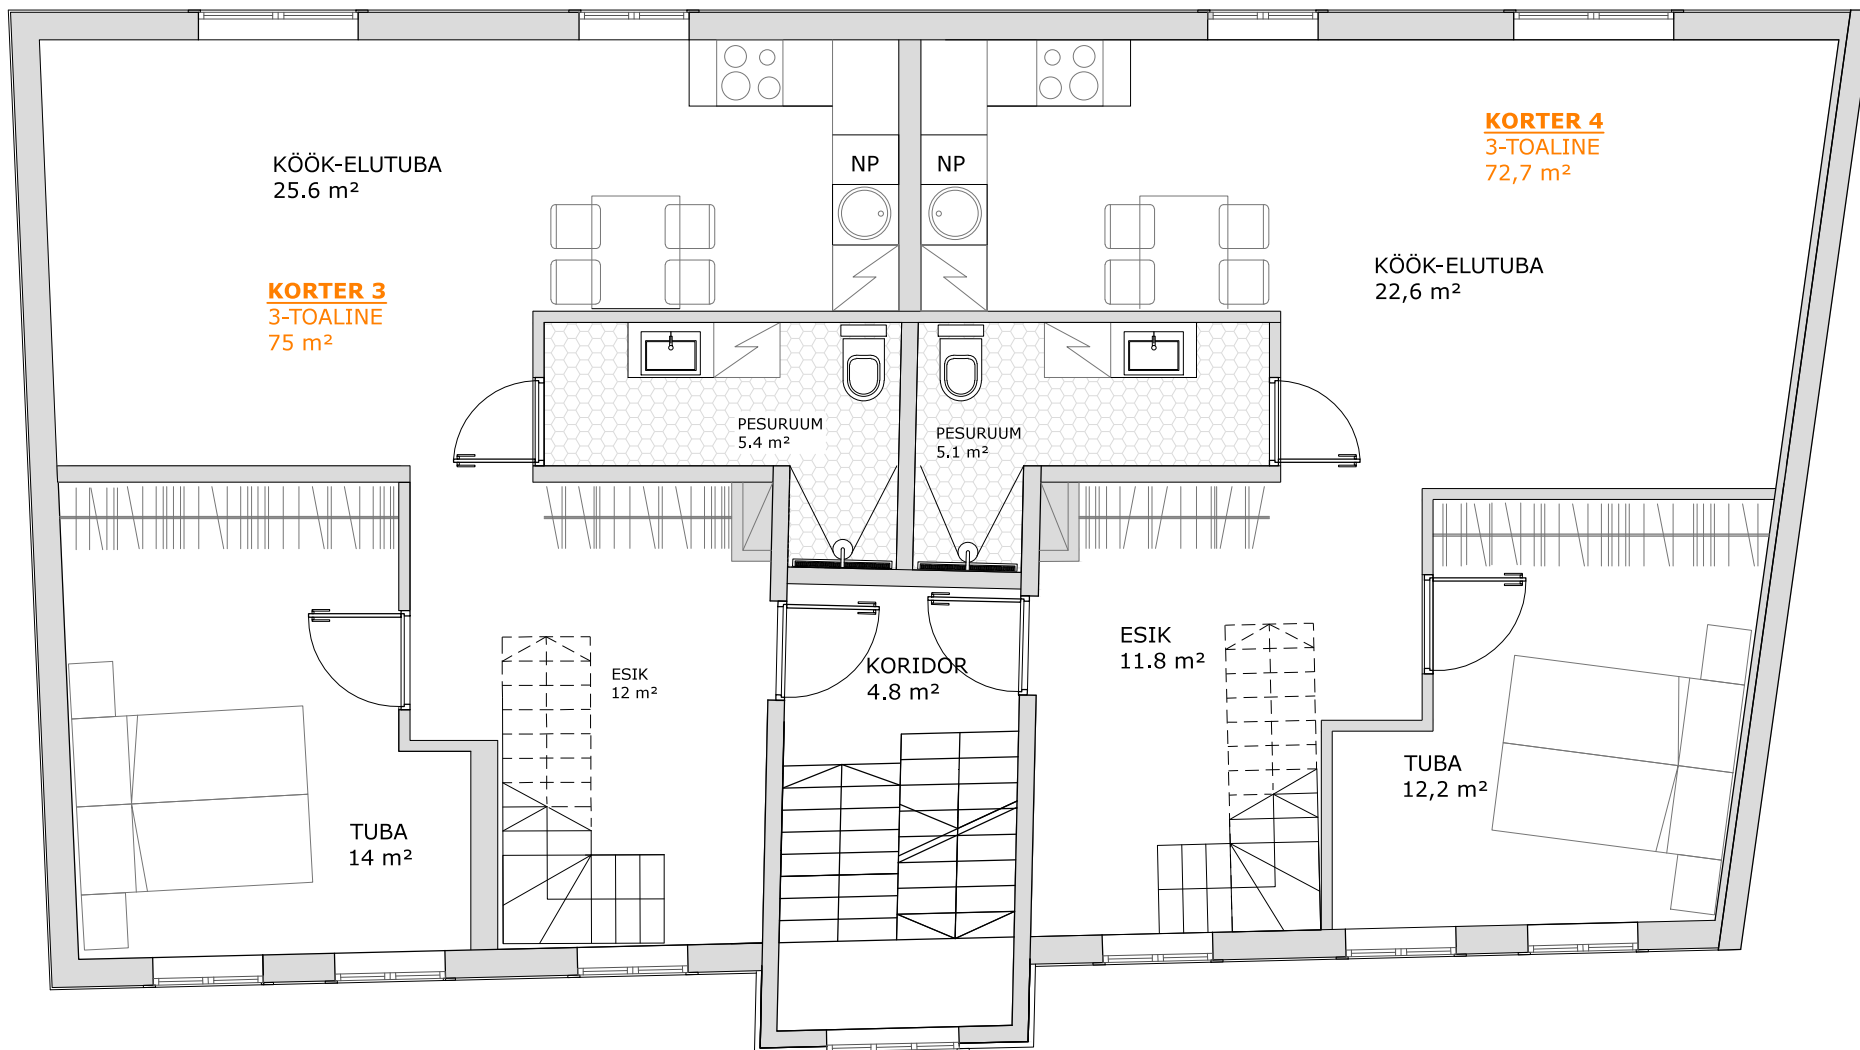 KORTER 4
3-TOALINE
72,7 m²
KÖÖK-ELUTUBA
25.6 m²
NP
NP
KÖÖK-ELUTUBA
22,6 m²
KORTER 3
3-TOALINE
75 m²
PESURUUM
5.4 m²
PESURUUM
5.1 m²
ESIK
12 m²
KORIDOR
4.8 m²
ESIK
11.8 m²
TUBA
14 m²
TUBA
12,2 m²